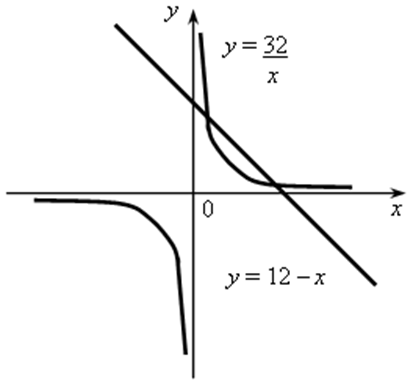 y
y = 32/x
0
x
y = 12 – x